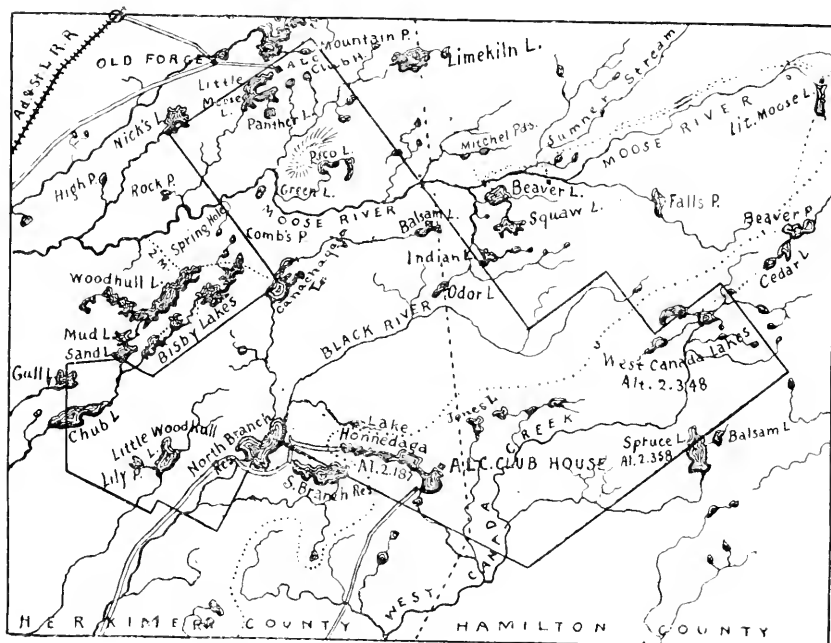 Ad & St L. R.R
OLD FORGE
A.L.C.
Club H
Mountain P.
Limekiln L.
Little
Moose
L.
Nick's L.
Panther L.
Pico L.
Green L.
High P.
Rock P.
Mitchel Pds.
Sumner Stream
MOOSE RIVER
Lit. Moose L.
MOOSE RIVER
Beaver L.
Squaw L.
Falls P.
Beaver P.
Cedar L
Balsam L.
Indian L
Odor L
Spring Hole
Comb's P.
Canachagala
L.
Woodhull L.
Mud L
Sand L
Bisby Lakes
Gull L
Chub L
BLACK RIVER
West Canada Lakes
Alt. 2.348
Little Woodhull
L.
Lily P.
North Branch
Res.
S. Branch Res.
Lake
Honnedaga
Al. 2.187
A.L.C. CLUB HOUSE
Jones L
WEST CANADA CREEK
Spruce L
Al. 2.358
Balsam L
HERKIMER COUNTY
HAMILTON COUNTY